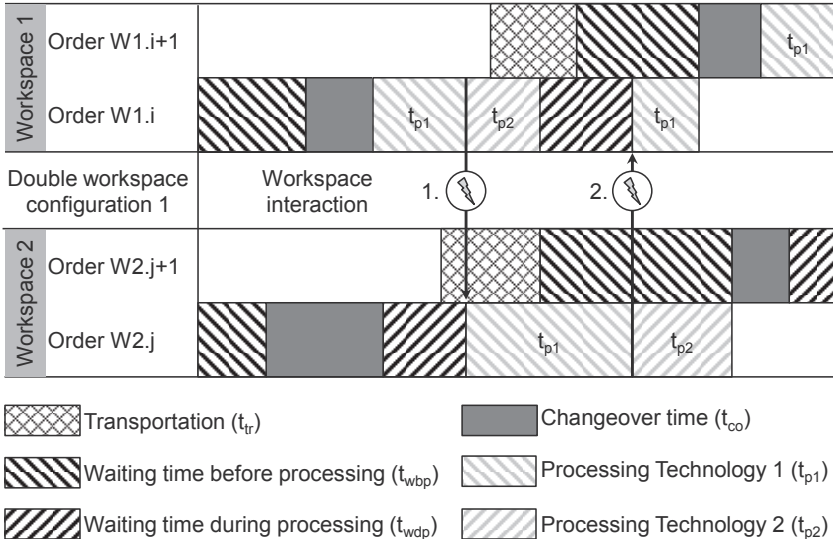 Workspace 1
Order W1.i+1
t_p1
Order W1.i
t_p1
t_p2
t_p1
Double workspace
configuration 1
Workspace
interaction
1.
2.
Workspace 2
Order W2.j+1
Order W2.j
t_p1
t_p2
Transportation (t_tr)
Changeover time (t_co)
Waiting time before processing (t_wbp)
Processing Technology 1 (t_p1)
Waiting time during processing (t_wdp)
Processing Technology 2 (t_p2)